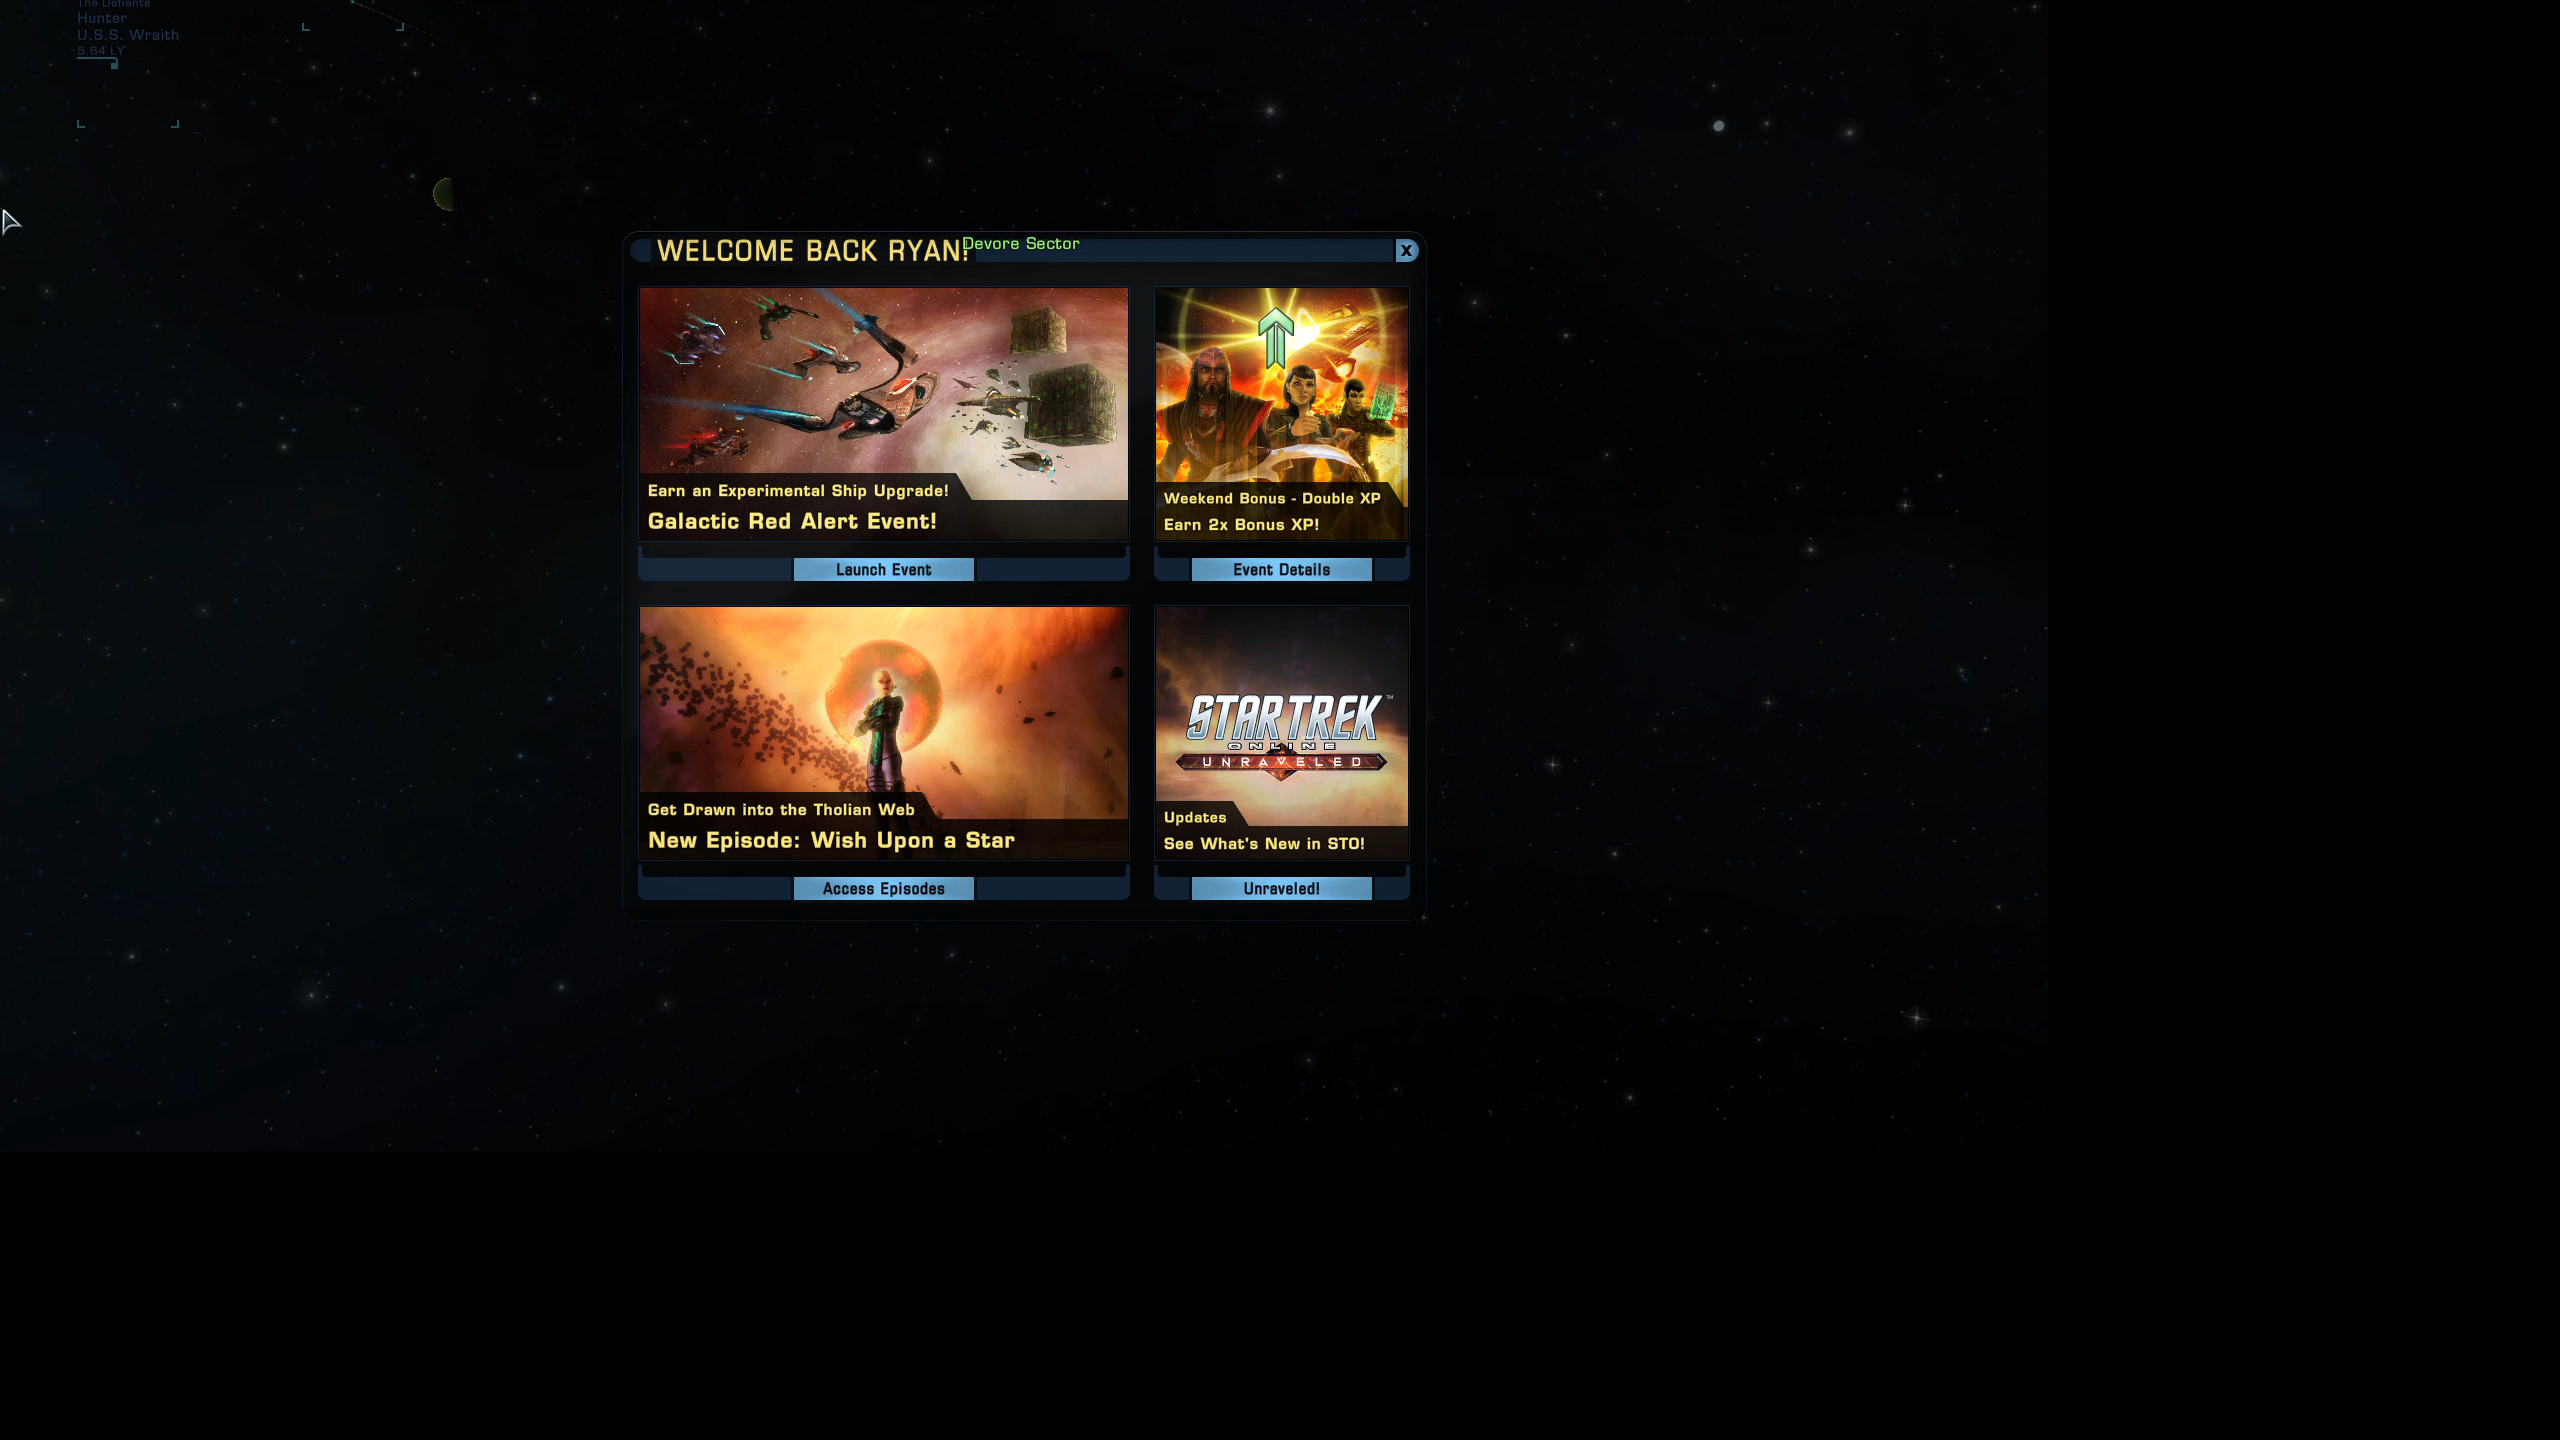 The Defiants
Hunter
U.S.S. Wraith
5.64 LY
WELCOME BACK RYAN!
Devore Sector
X
Earn an Experimental Ship Upgrade!
Galactic Red Alert Event!
Launch Event
Weekend Bonus - Double XP
Earn 2x Bonus XP!
Event Details
Get Drawn into the Tholian Web
New Episode: Wish Upon a Star
Access Episodes
STAR TREK™
ONLINE
UNRAVELED
Updates
See What's New in STO!
Unraveled!